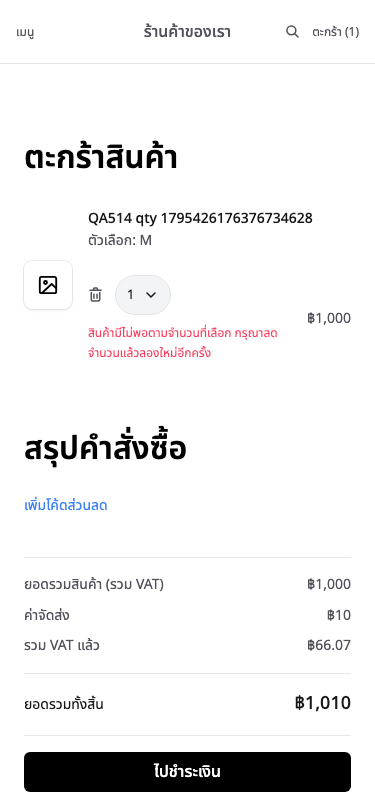 เมนู
ร้านค้าของเรา
ตะกร้า (1)
ตะกร้าสินค้า
QA514 qty 1795426176376734628
ตัวเลือก: M
1
฿1,000
สินค้ามีไม่พอตามจำนวนที่เลือก กรุณาลด
จำนวนแล้วลองใหม่อีกครั้ง
สรุปคำสั่งซื้อ
เพิ่มโค้ดส่วนลด
ยอดรวมสินค้า (รวม VAT) ฿1,000
ค่าจัดส่ง ฿10
รวม VAT แล้ว ฿66.07
ยอดรวมทั้งสิ้น ฿1,010
ไปชำระเงิน